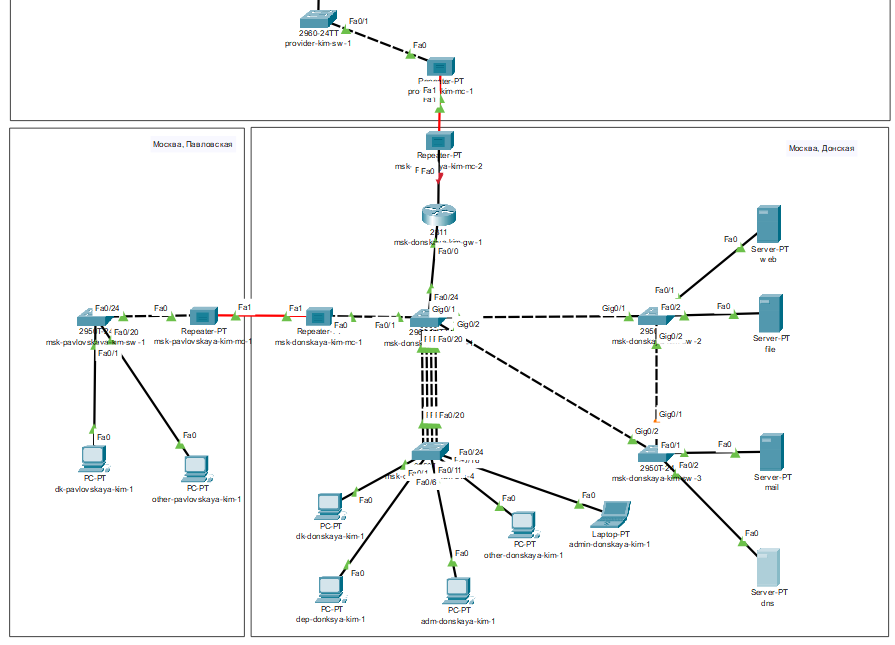 Fa0/1
2960-24TT
provider-kim-sw-1
Fa0
Repeater-PT
Fa1
Fa1
Москва, Павловская
Москва, Донская
Repeater-PT
Fa0
2811
msk-donskaya-kim-gw-1
Fa0/0
Fa0/24
Gig0/1
Gig0/2
Fa0/20
Fa0/24
Fa0
Fa0/20
Fa0/1
Repeater-PT
msk-pavlovskaya-kim-mc-1
msk-pavlovskaya-kim-sw-1
Fa1
Fa1
Fa0
msk-donskaya-kim-mc-1
Fa0/1
Gig0/1
Fa0/1
Fa0/2
Gig0/2
Fa0
Server-PT
web
Fa0
Server-PT
file
Gig0/1
Gig0/2
Fa0/1
Fa0/2
2950T-24
msk-donskaya-kim-sw-3
Fa0
Server-PT
mail
Fa0
Server-PT
dns
Fa0
PC-PT
dk-pavlovskaya-kim-1
Fa0
PC-PT
other-pavlovskaya-kim-1
Fa0/20
Fa0/24
Fa0/11
Fa0/6
Fa0
PC-PT
dk-donskaya-kim-1
Fa0
PC-PT
other-donskaya-kim-1
Fa0
Laptop-PT
admin-donskaya-kim-1
Fa0
PC-PT
dep-donksya-kim-1
Fa0
PC-PT
adm-donskaya-kim-1